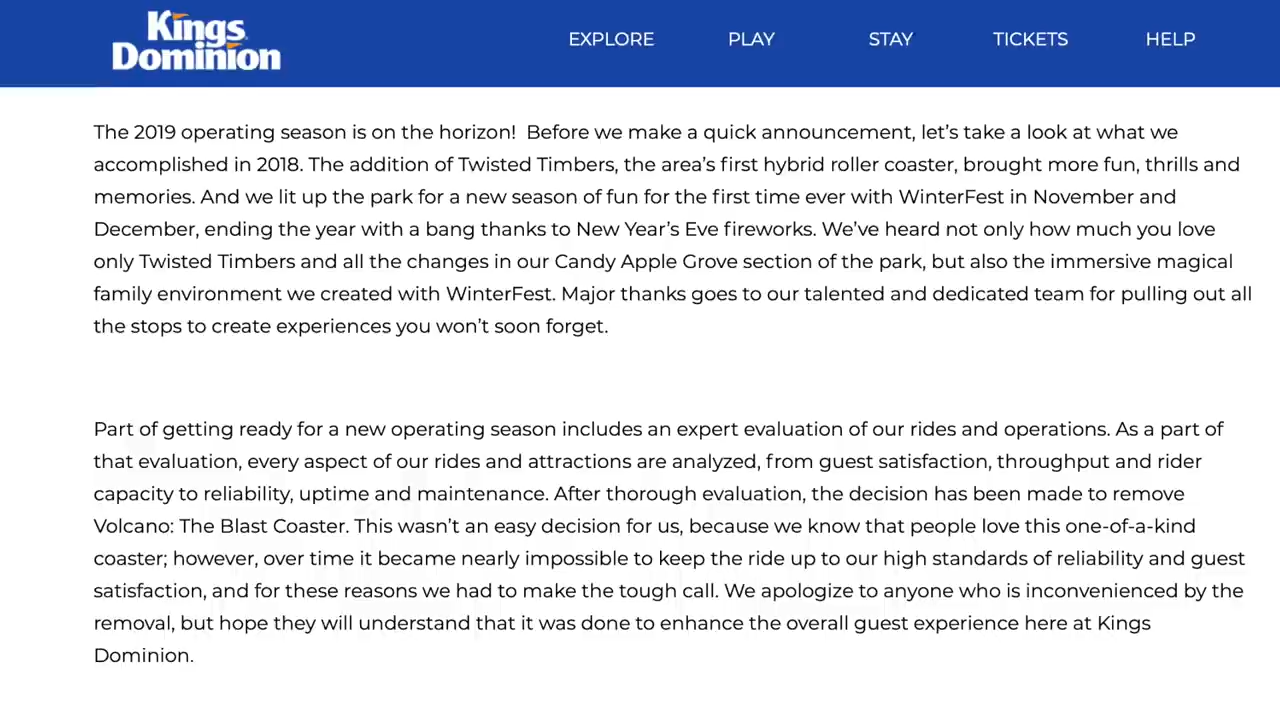 Kings
Dominion
EXPLORE PLAY STAY TICKETS HELP
The 2019 operating season is on the horizon!  Before we make a quick announcement, let’s take a look at what we
accomplished in 2018. The addition of Twisted Timbers, the area’s first hybrid roller coaster, brought more fun, thrills and
memories. And we lit up the park for a new season of fun for the first time ever with WinterFest in November and
December, ending the year with a bang thanks to New Year’s Eve fireworks. We’ve heard not only how much you love
only Twisted Timbers and all the changes in our Candy Apple Grove section of the park, but also the immersive magical
family environment we created with WinterFest. Major thanks goes to our talented and dedicated team for pulling out all
the stops to create experiences you won’t soon forget.
Part of getting ready for a new operating season includes an expert evaluation of our rides and operations. As a part of
that evaluation, every aspect of our rides and attractions are analyzed, from guest satisfaction, throughput and rider
capacity to reliability, uptime and maintenance. After thorough evaluation, the decision has been made to remove
Volcano: The Blast Coaster. This wasn’t an easy decision for us, because we know that people love this one-of-a-kind
coaster; however, over time it became nearly impossible to keep the ride up to our high standards of reliability and guest
satisfaction, and for these reasons we had to make the tough call. We apologize to anyone who is inconvenienced by the
removal, but hope they will understand that it was done to enhance the overall guest experience here at Kings
Dominion.